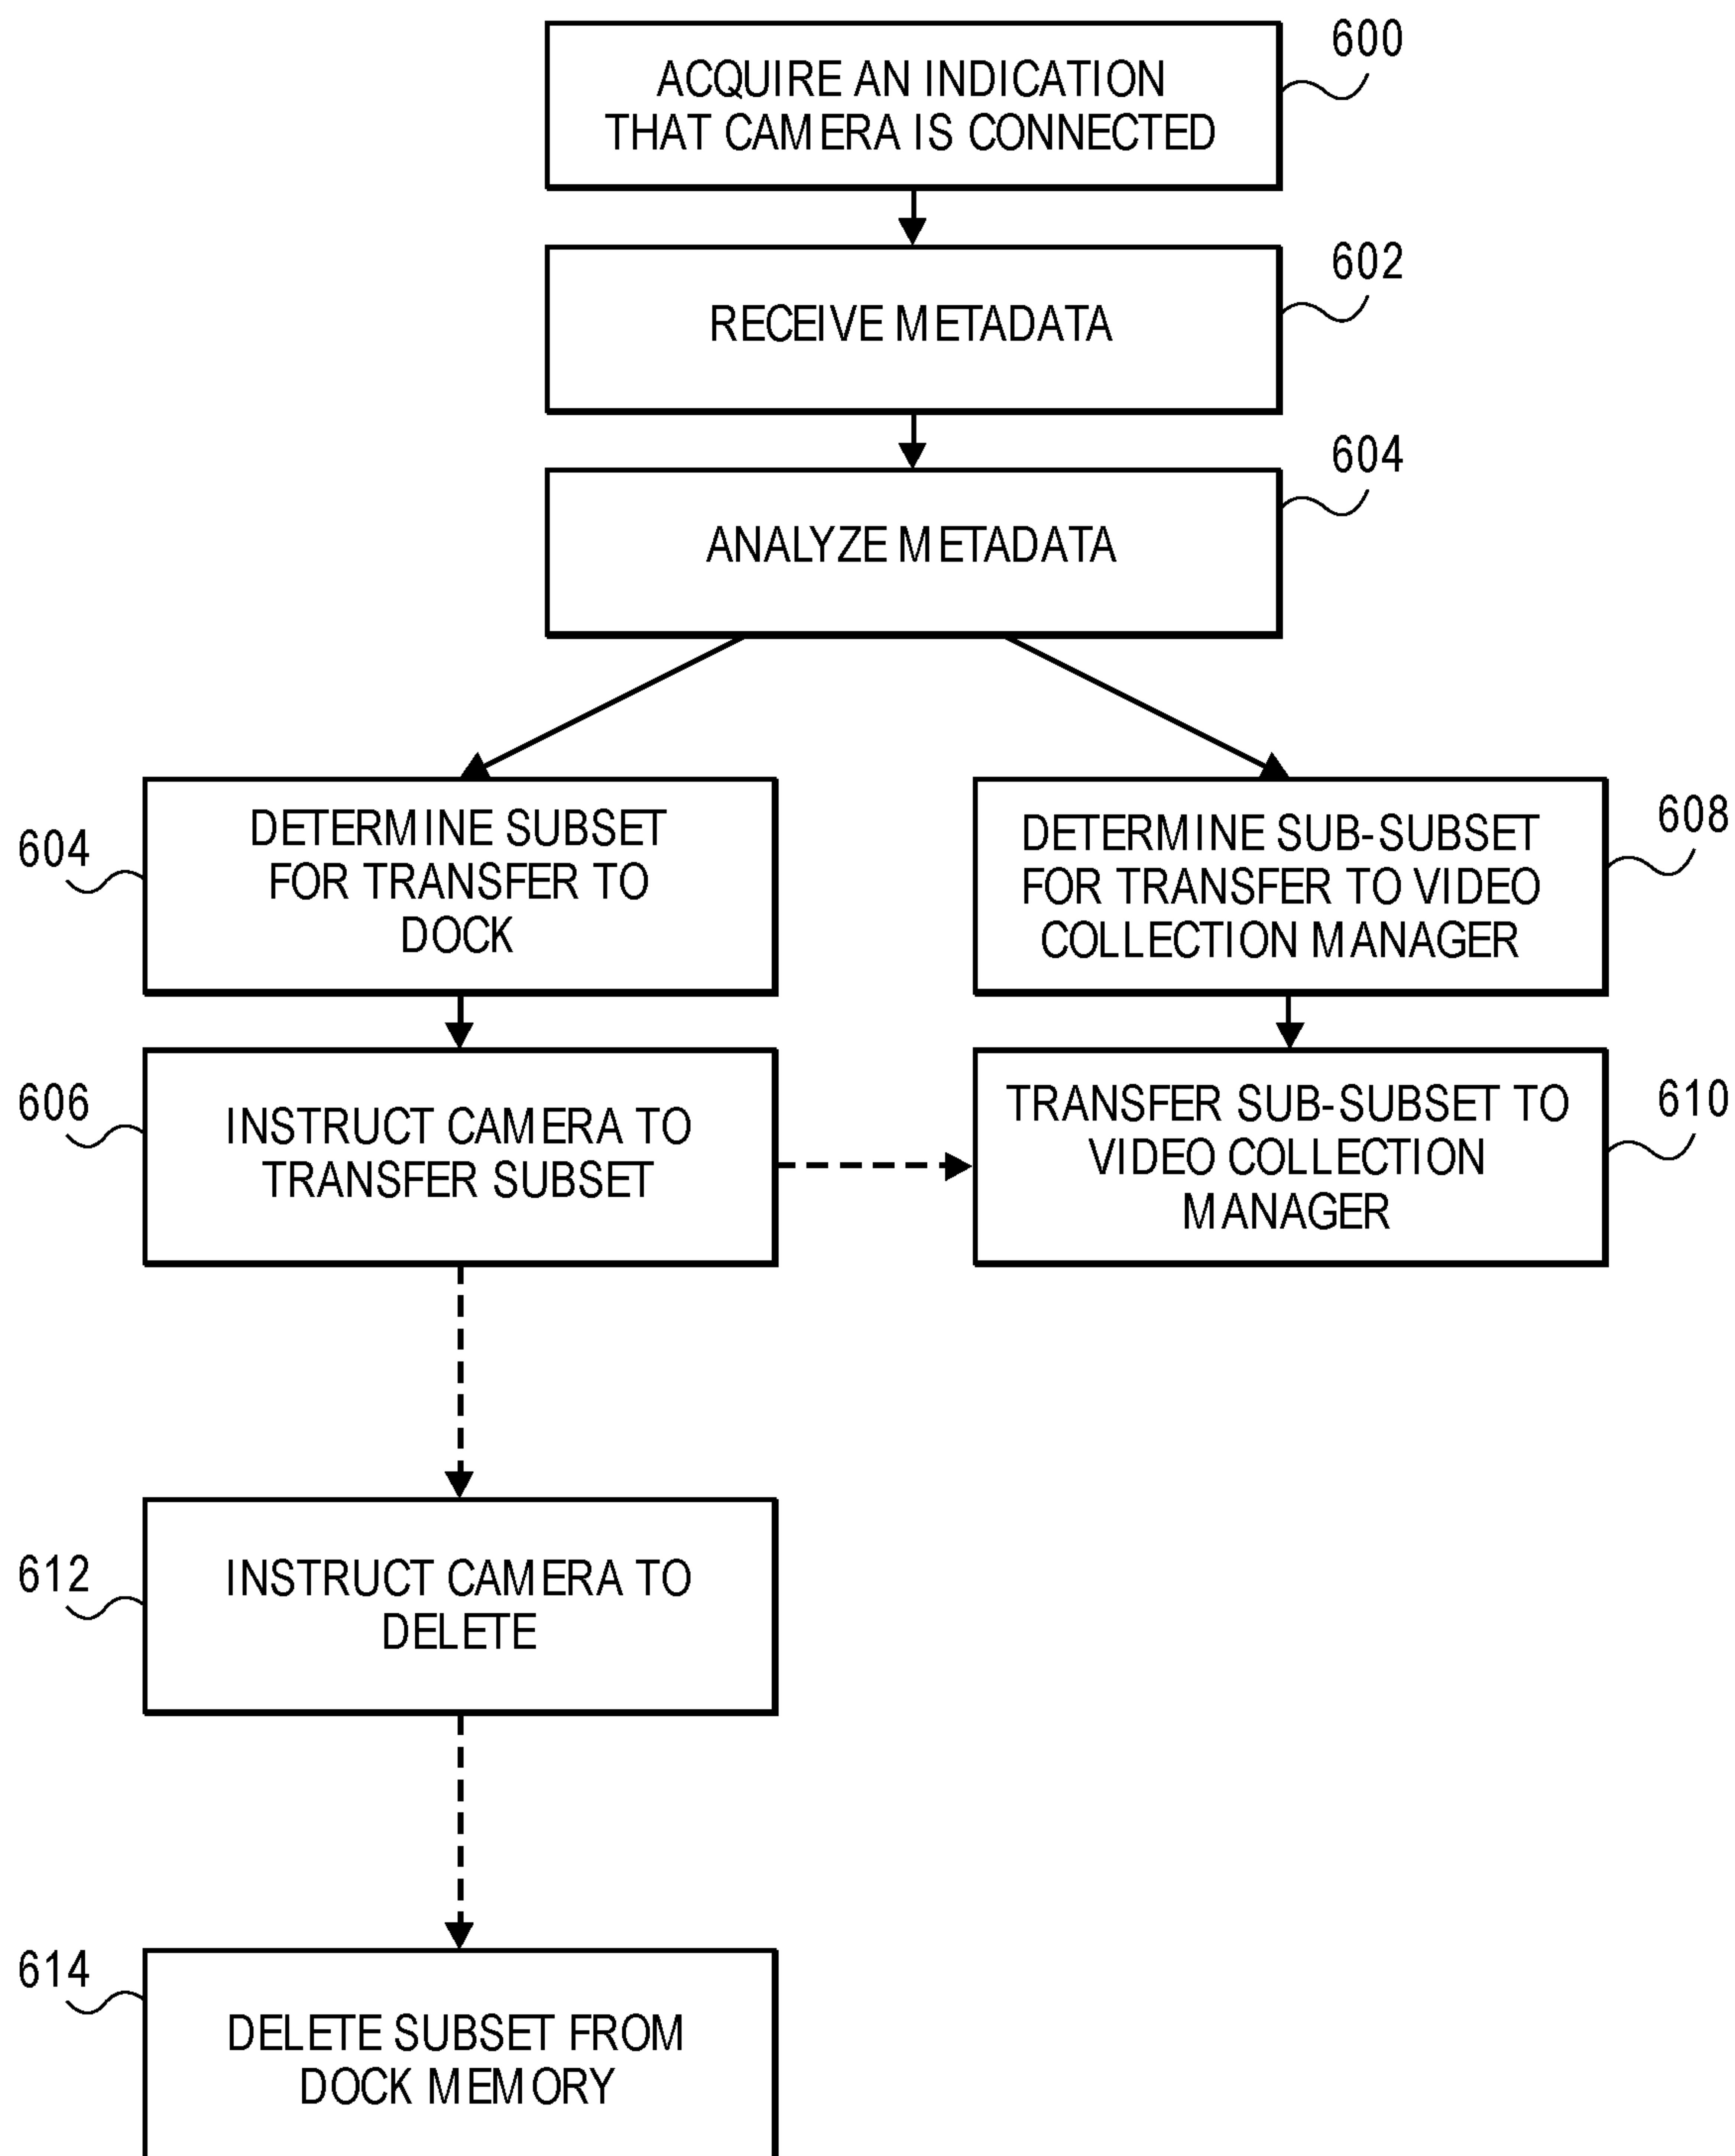 600
ACQUIRE AN INDICATION
THAT CAMERA IS CONNECTED
602
RECEIVE METADATA
604
ANALYZE METADATA
604
DETERMINE SUBSET
FOR TRANSFER TO
DOCK
608
DETERMINE SUB-SUBSET
FOR TRANSFER TO VIDEO
COLLECTION MANAGER
606
INSTRUCT CAMERA TO
TRANSFER SUBSET
610
TRANSFER SUB-SUBSET TO
VIDEO COLLECTION
MANAGER
612
INSTRUCT CAMERA TO
DELETE
614
DELETE SUBSET FROM
DOCK MEMORY